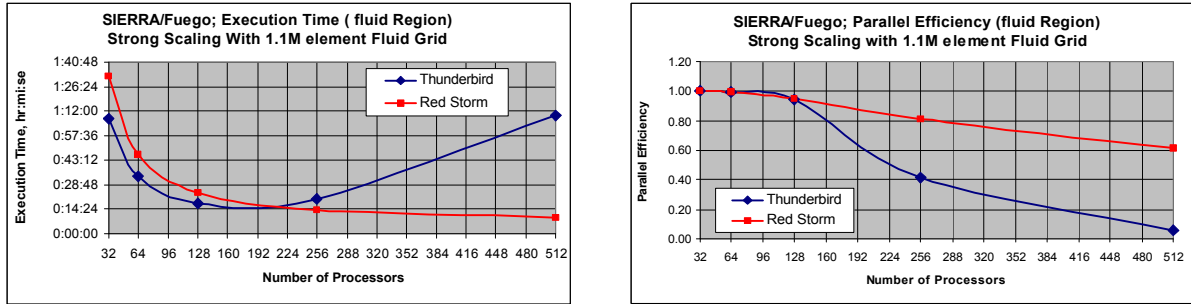 SIERRA/Fuego; Execution Time ( fluid Region)
Strong Scaling With 1.1M element Fluid Grid
Execution Time, hr:mi:se
1:40:48
1:26:24
1:12:00
0:57:36
0:43:12
0:28:48
0:14:24
0:00:00
Thunderbird
Red Storm
32 64 96 128 160 192 224 256 288 320 352 384 416 448 480 512
Number of Processors
SIERRA/Fuego; Parallel Efficiency (fluid Region)
Strong Scaling with 1.1M element Fluid Grid
Parallel Efficiency
1.20
1.00
0.80
0.60
0.40
0.20
0.00
Thunderbird
Red Storm
32 64 96 128 160 192 224 256 288 320 352 384 416 448 480 512
Number of Processors